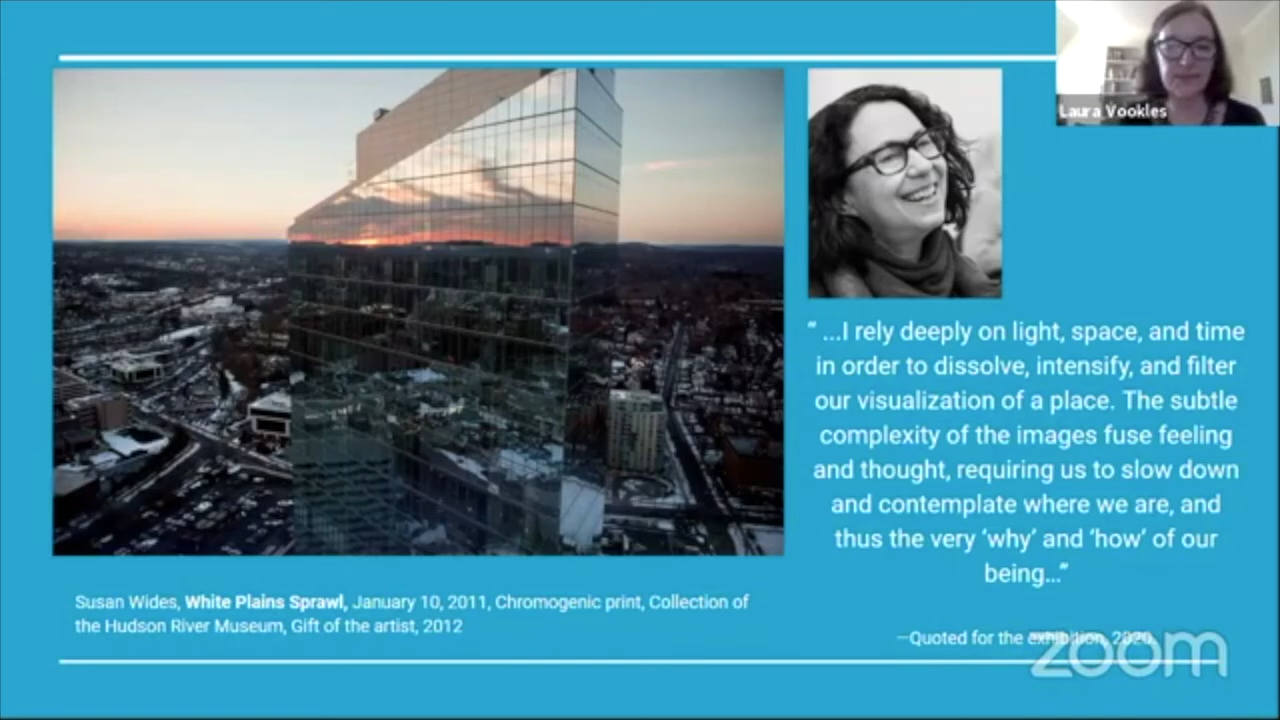 Laura Vookles
“ ...I rely deeply on light, space, and time
in order to dissolve, intensify, and filter
our visualization of a place. The subtle
complexity of the images fuse feeling
and thought, requiring us to slow down
and contemplate where we are, and
thus the very ‘why’ and ‘how’ of our
being...”
Susan Wides, White Plains Sprawl, January 10, 2011, Chromogenic print, Collection of
the Hudson River Museum, Gift of the artist, 2012
—Quoted for the exhibition, 2020.
zoom